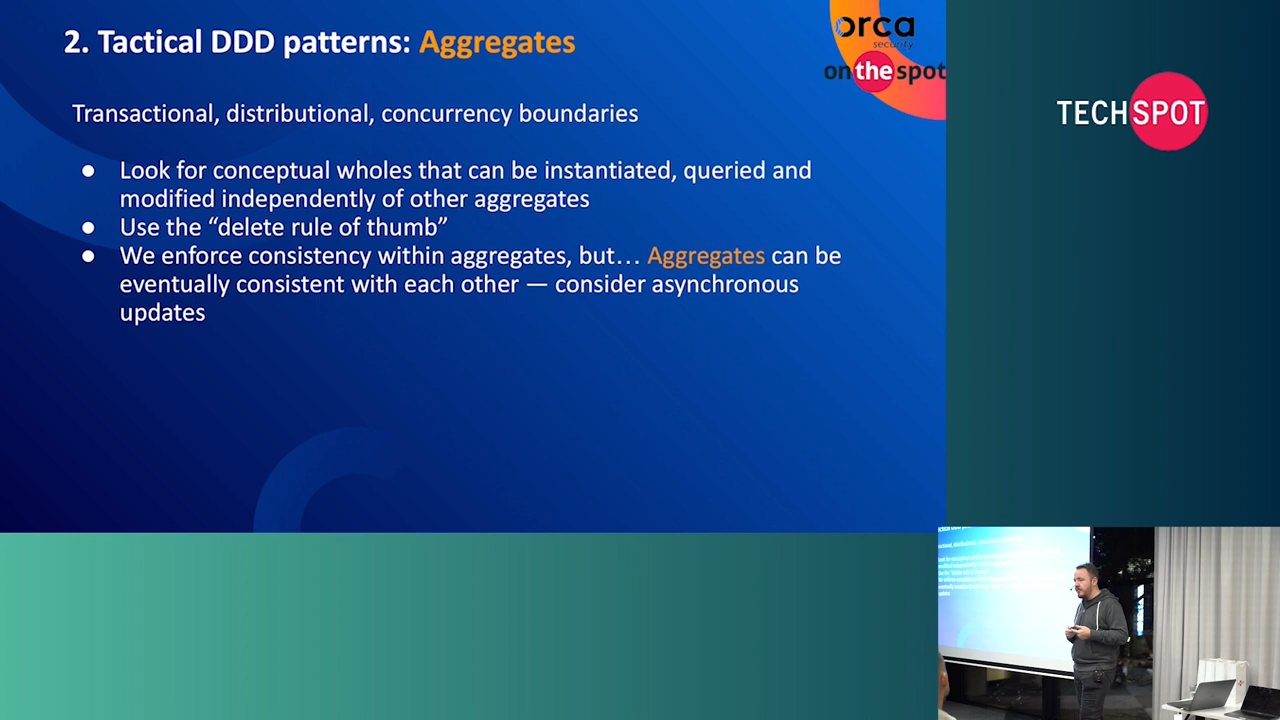 2. Tactical DDD patterns: Aggregates
orca
security
on the spot
TECHSPOT
Transactional, distributional, concurrency boundaries
● Look for conceptual wholes that can be instantiated, queried and
modified independently of other aggregates
● Use the “delete rule of thumb”
● We enforce consistency within aggregates, but… Aggregates can be
eventually consistent with each other — consider asynchronous
updates